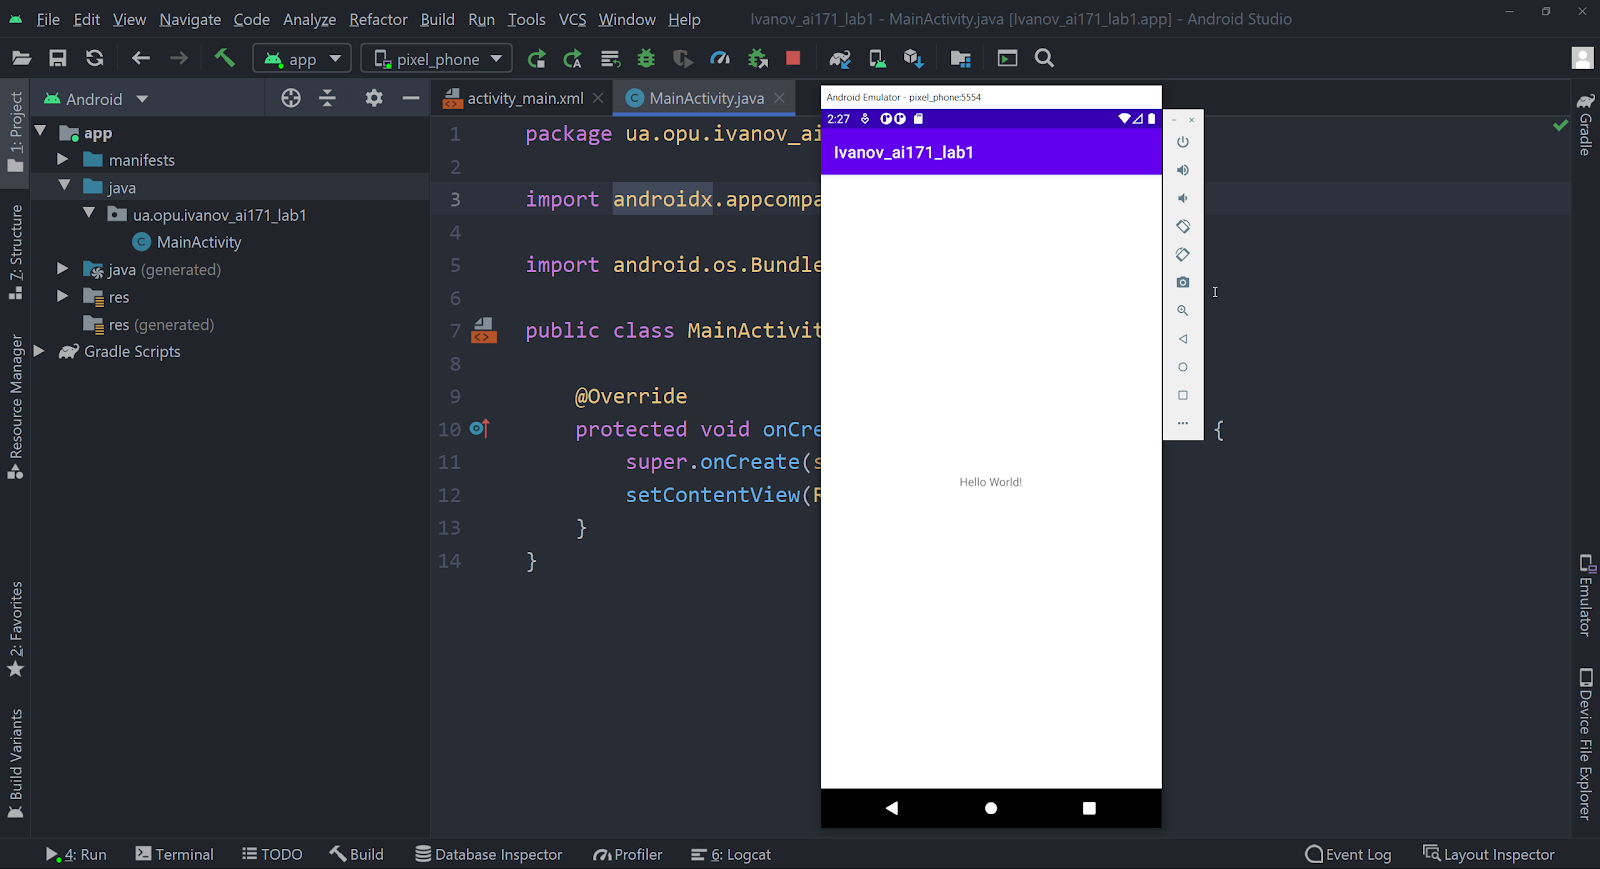 File Edit View Navigate Code Analyze Refactor Build Run Tools VCS Window Help Ivanov_ai171_lab1 - MainActivity.java [Ivanov_ai171_lab1.app] - Android Studio
app pixel_phone
1: Project
7: Structure
Resource Manager
2: Favorites
Build Variants
Android
app
manifests
java
ua.opu.ivanov_ai171_lab1
MainActivity
java (generated)
res
res (generated)
Gradle Scripts
activity_main.xml MainActivity.java
1 package ua.opu.ivanov_ai
2
3 import androidx.appcompa
4
5 import android.os.Bundle
6
7 public class MainActivit
8
9 @Override
10 protected void onCre {
11 super.onCreate(s
12 setContentView(R
13 }
14 }
Android Emulator - pixel_phone:5554
2:27
Ivanov_ai171_lab1
Hello World!
Gradle
Emulator
Device File Explorer
4: Run Terminal TODO Build Database Inspector Profiler 6: Logcat Event Log Layout Inspector